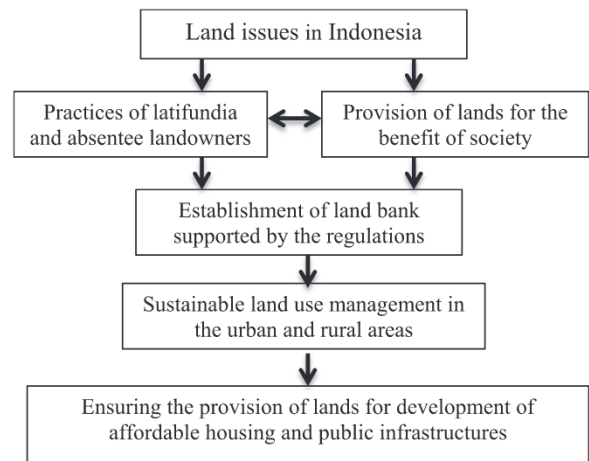 Land issues in Indonesia
Practices of latifundia
and absentee landowners
Provision of lands for the
benefit of society
Establishment of land bank
supported by the regulations
Sustainable land use management in
the urban and rural areas
Ensuring the provision of lands for development of
affordable housing and public infrastructures